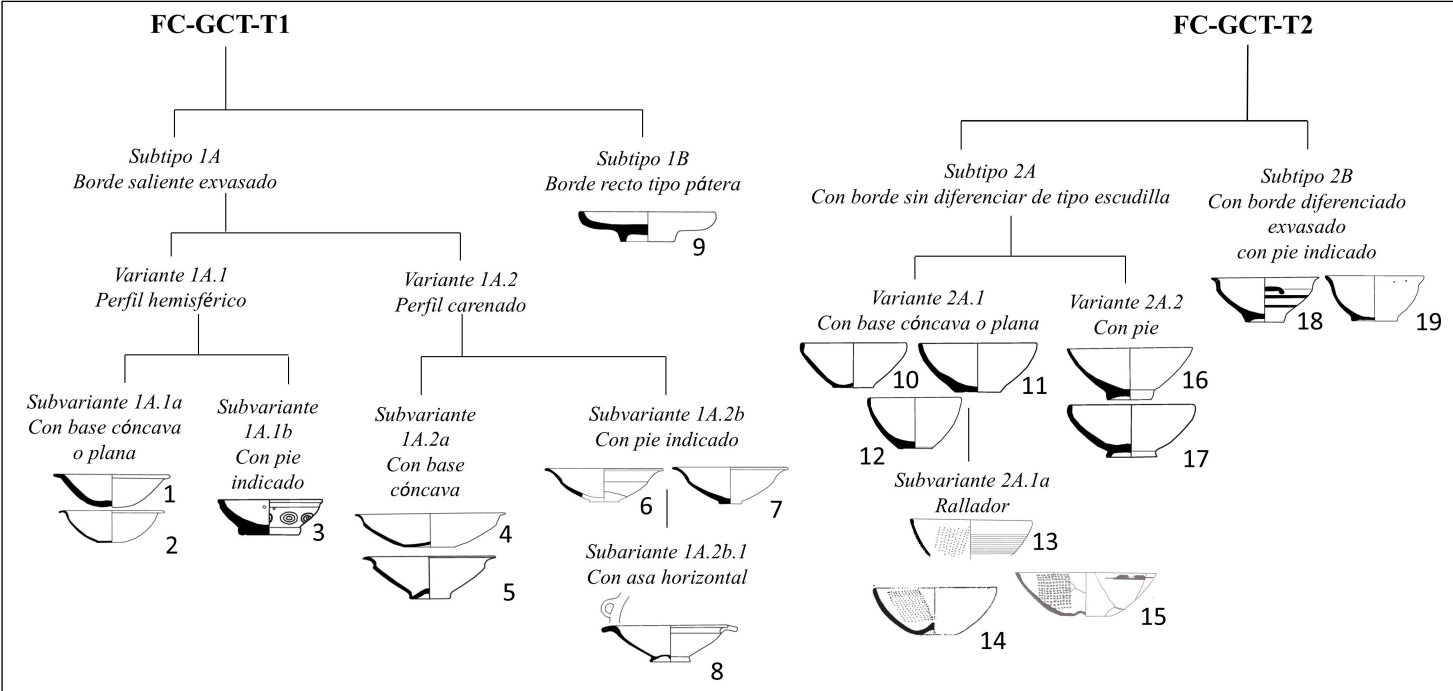 FC-GCT-T1
Subtipo 1A
Borde saliente exvasado
Subtipo 1B
Borde recto tipo pátera
9
Variante 1A.1
Perfil hemisférico
Variante 1A.2
Perfil carenado
Subvariante 1A.1a
Con base cóncava
o plana
1
2
Subvariante
1A.1b
Con pie
indicado
3
Subvariante
1A.2a
Con base
cóncava
4
5
Subvariante 1A.2b
Con pie indicado
6
7
Subariante 1A.2b.1
Con asa horizontal
8
FC-GCT-T2
Subtipo 2A
Con borde sin diferenciar de tipo escudilla
Subtipo 2B
Con borde diferenciado
exvasado
con pie indicado
18
19
Variante 2A.1
Con base cóncava o plana
10
11
12
Variante 2A.2
Con pie
16
17
Subvariante 2A.1a
Rallador
13
14
15